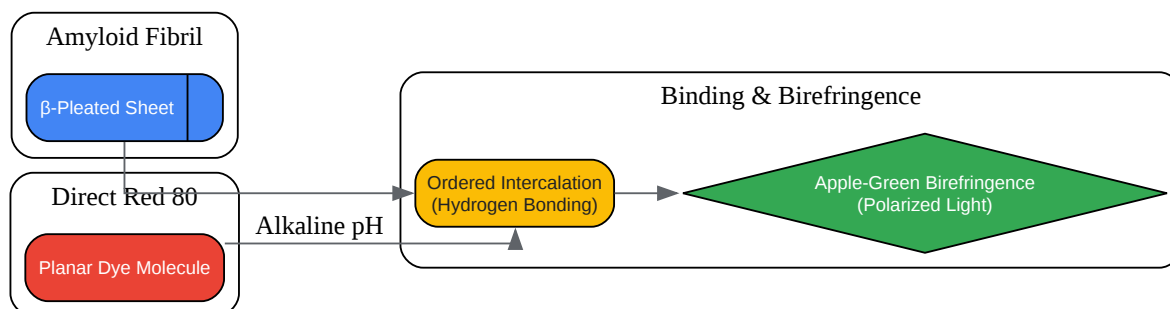 Amyloid Fibril
β-Pleated Sheet
Direct Red 80
Planar Dye Molecule
Alkaline pH
Binding & Birefringence
Ordered Intercalation
(Hydrogen Bonding)
Apple-Green Birefringence
(Polarized Light)